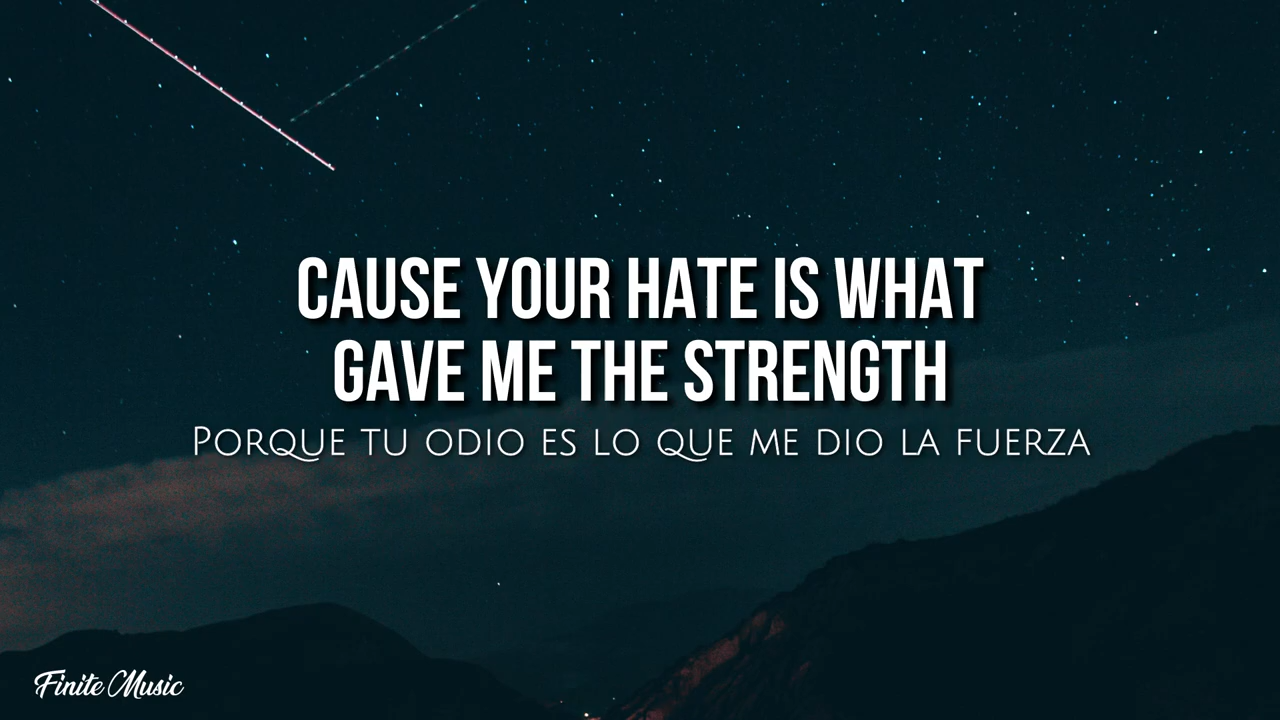 CAUSE YOUR HATE IS WHAT
GAVE ME THE STRENGTH
PORQUE TU ODIO ES LO QUE ME DIO LA FUERZA
Finite Music